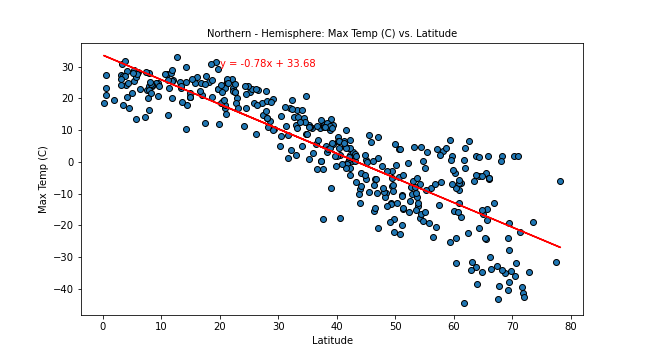 Northern - Hemisphere: Max Temp (C) vs. Latitude
y = -0.78x + 33.68
Max Temp (C)
30
20
10
0
−10
−20
−30
−40
0 10 20 30 40 50 60 70 80
Latitude